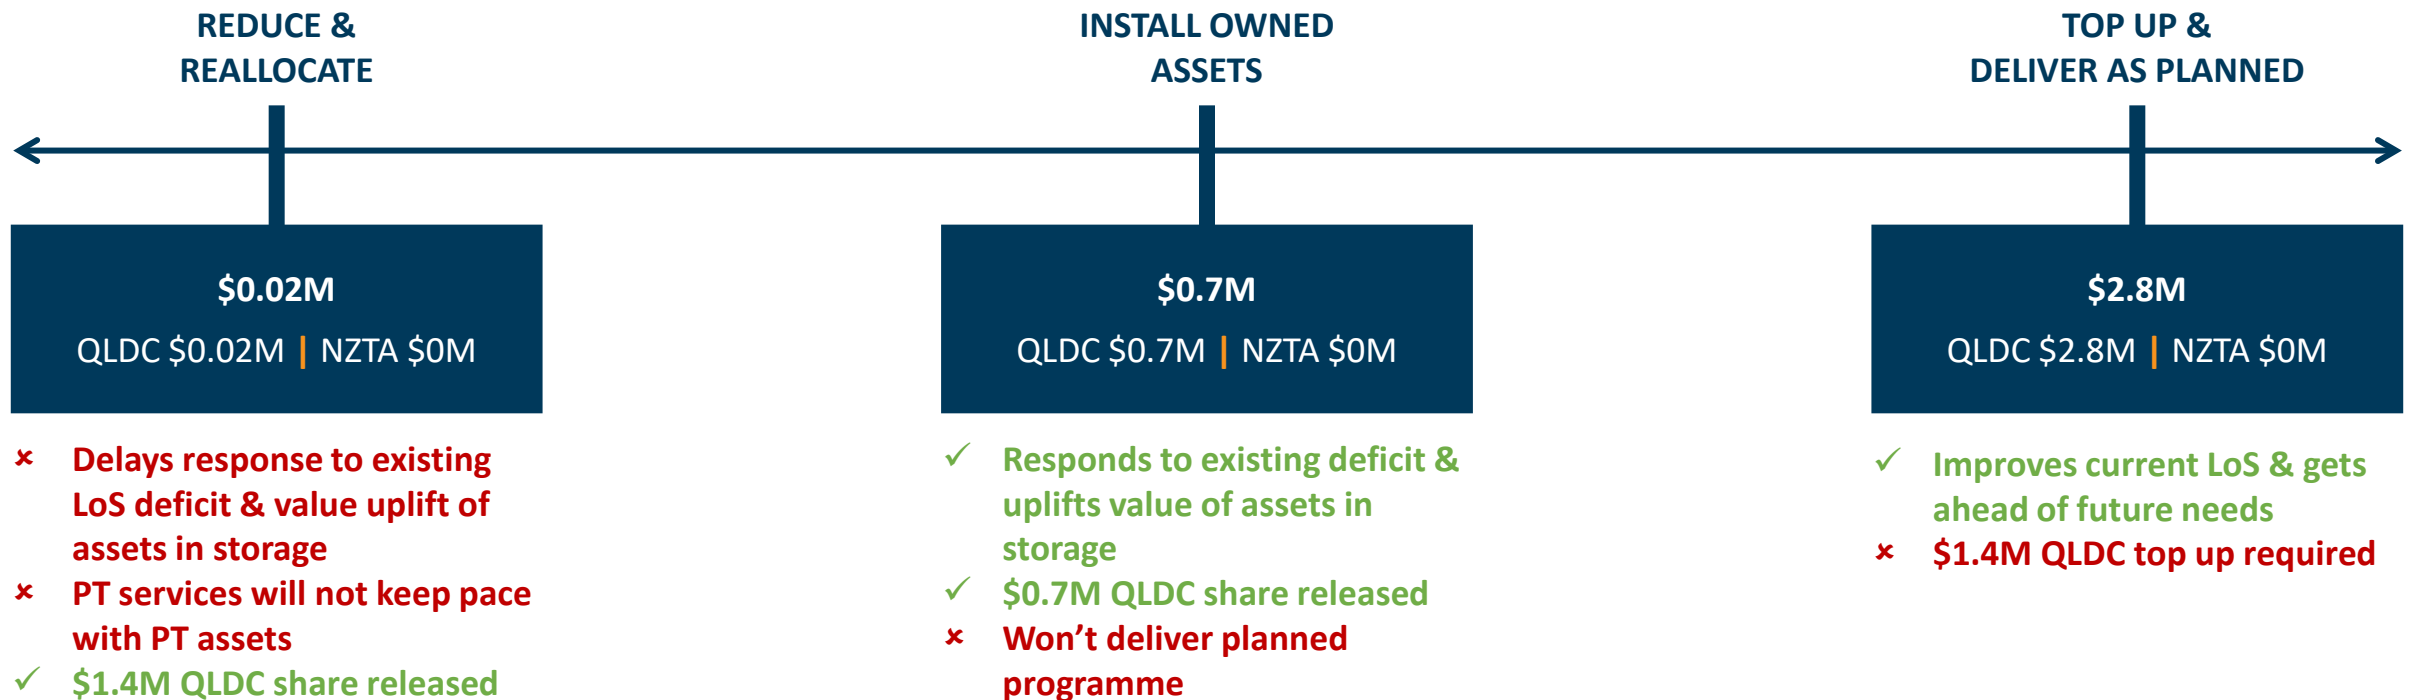 REDUCE &
REALLOCATE
$0.02M
QLDC $0.02M | NZTA $0M
× Delays response to existing
LoS deficit & value uplift of
assets in storage
× PT services will not keep pace
with PT assets
✓ $1.4M QLDC share released
INSTALL OWNED
ASSETS
$0.7M
QLDC $0.7M | NZTA $0M
✓ Responds to existing deficit &
uplifts value of assets in
storage
✓ $0.7M QLDC share released
× Won’t deliver planned
programme
TOP UP &
DELIVER AS PLANNED
$2.8M
QLDC $2.8M | NZTA $0M
✓ Improves current LoS & gets
ahead of future needs
× $1.4M QLDC top up required